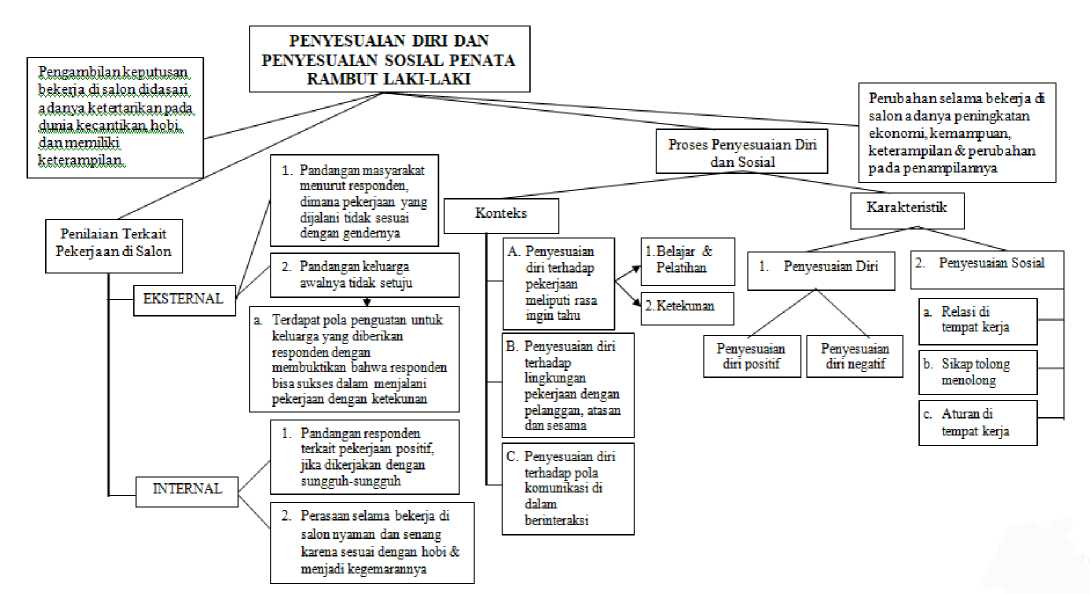 PENYESUAIAN DIRI DAN
PENYESUAIAN SOSIAL PENATA
RAMBUT LAKI-LAKI
Pengambilan keputusan
bekerja di salon didasari
adanya ketertarikan pada
dunia kecantikan, hobi,
dan memiliki
keterampilan.
Perubahan selama bekerja di
salon adanya peningkatan
ekonomi, kemampuan,
keterampilan & perubahan
pada penampilannya
Proses Penyesuaian Diri
dan Sosial
Penilaian Terkait
Pekerjaan di Salon
EKSTERNAL
1. Pandangan masyarakat
menurut responden,
dimana pekerjaan yang
dijalani tidak sesuai
dengan gendernya
2. Pandangan keluarga
awalnya tidak setuju
a. Terdapat pola penguatan untuk
keluarga yang diberikan
responden dengan
membuktikan bahwa responden
bisa sukses dalam menjalani
pekerjaan dengan ketekunan
INTERNAL
1. Pandangan responden
terkait pekerjaan positif,
jika dikerjakan dengan
sungguh-sungguh
2. Perasaan selama bekerja di
salon nyaman dan senang
karena sesuai dengan hobi &
menjadi kegemarannya
Konteks
A. Penyesuaian
diri terhadap
pekerjaan
meliputi rasa
ingin tahu
1.Belajar &
Pelatihan
2.Ketekunan
B. Penyesuaian diri
terhadap
lingkungan
pekerjaan dengan
pelanggan, atasan
dan sesama
C. Penyesuaian diri
terhadap pola
komunikasi di
dalam
berinteraksi
Karakteristik
1. Penyesuaian Diri
Penyesuaian
diri positif
Penyesuaian
diri negatif
2. Penyesuaian Sosial
a. Relasi di
tempat kerja
b. Sikap tolong
menolong
c. Aturan di
tempat kerja